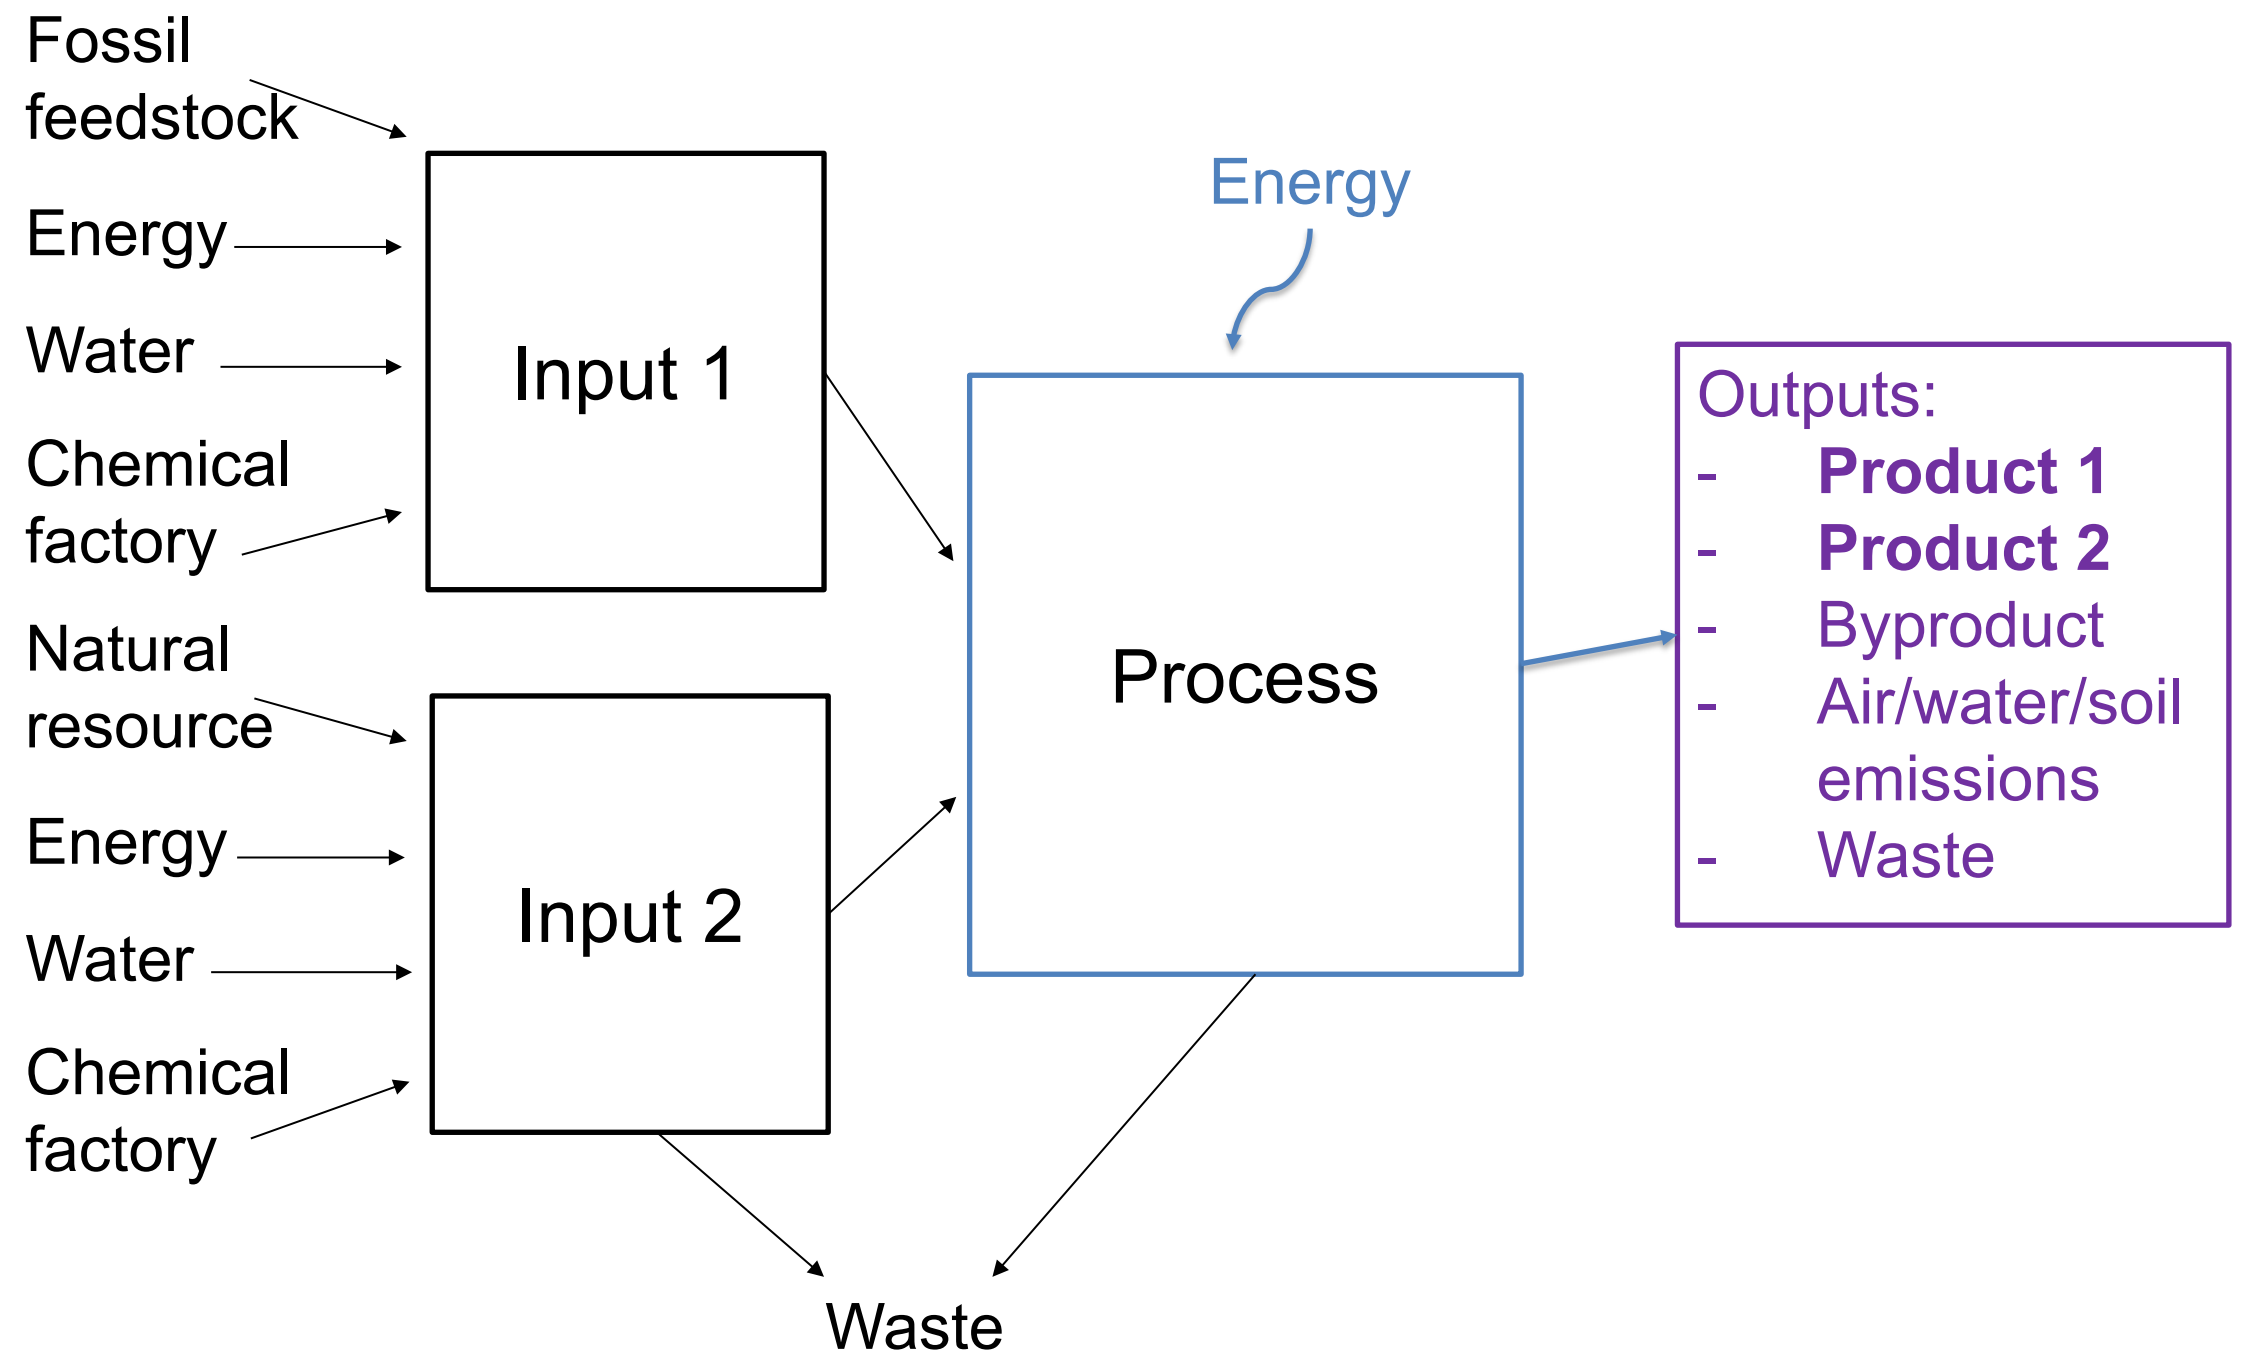 Fossil
feedstock
Energy
Water
Chemical
factory
Natural
resource
Energy
Water
Chemical
factory
Input 1
Input 2
Energy
Process
Waste
Outputs:
- Product 1
- Product 2
- Byproduct
- Air/water/soil
emissions
- Waste